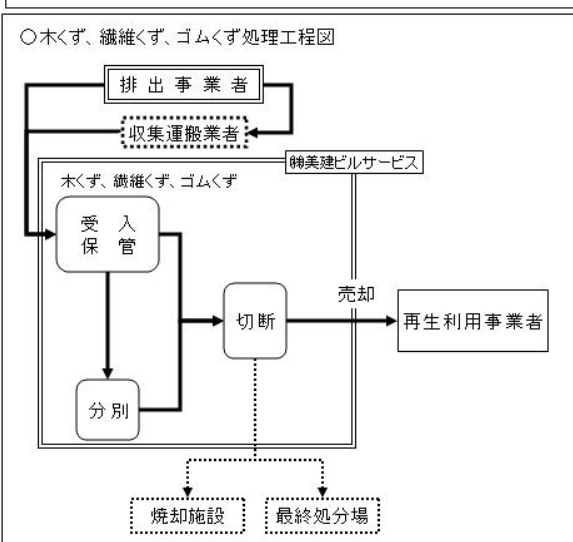 ○木くず、繊維くず、ゴムくず処理工程図
排出事業者
収集運搬業者
㈱美建ビルサービス
木くず、繊維くず、ゴムくず
受入
保管
切断
売却
再生利用事業者
分別
焼却施設
最終処分場